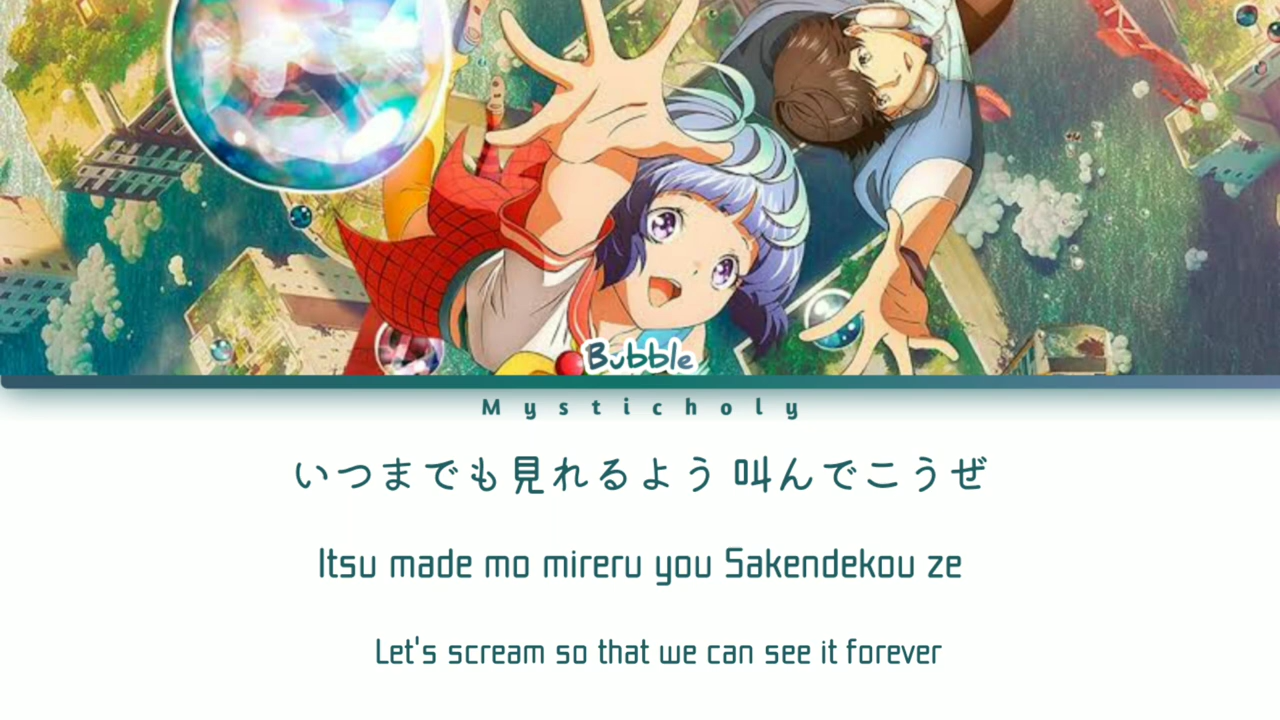 Bubble
Mysticholy
いつまでも見れるよう 叫んでこうぜ
Itsu made mo mireru you Sakendekou ze
Let's scream so that we can see it forever